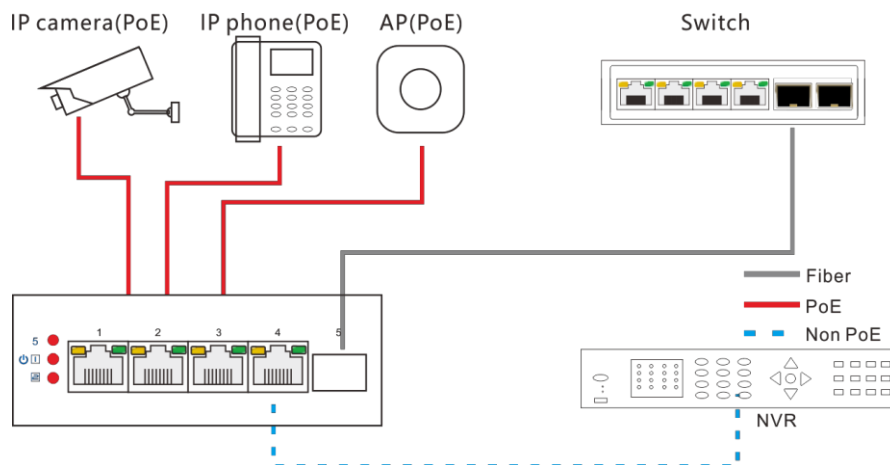 IP camera(PoE) IP phone(PoE) AP(PoE) Switch
Fiber
PoE
Non PoE
1 2 3 4 5
5
NVR